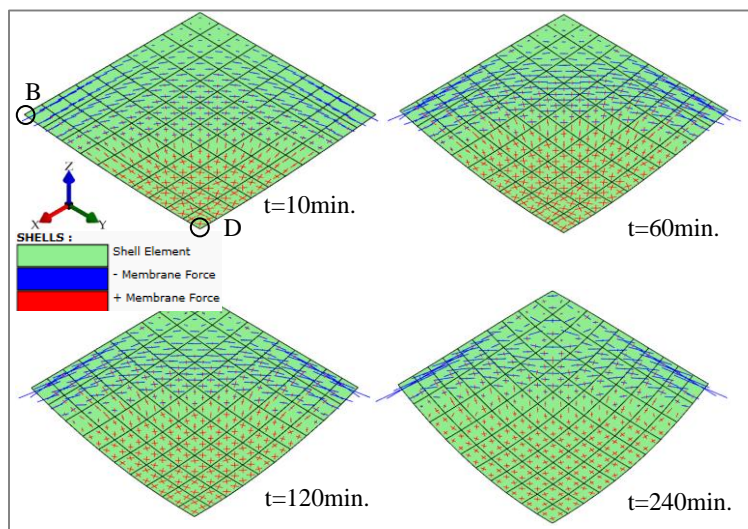 B
Z
X
Y
D
t=10min.
t=60min.
SHELLS :
Shell Element
- Membrane Force
+ Membrane Force
t=120min.
t=240min.